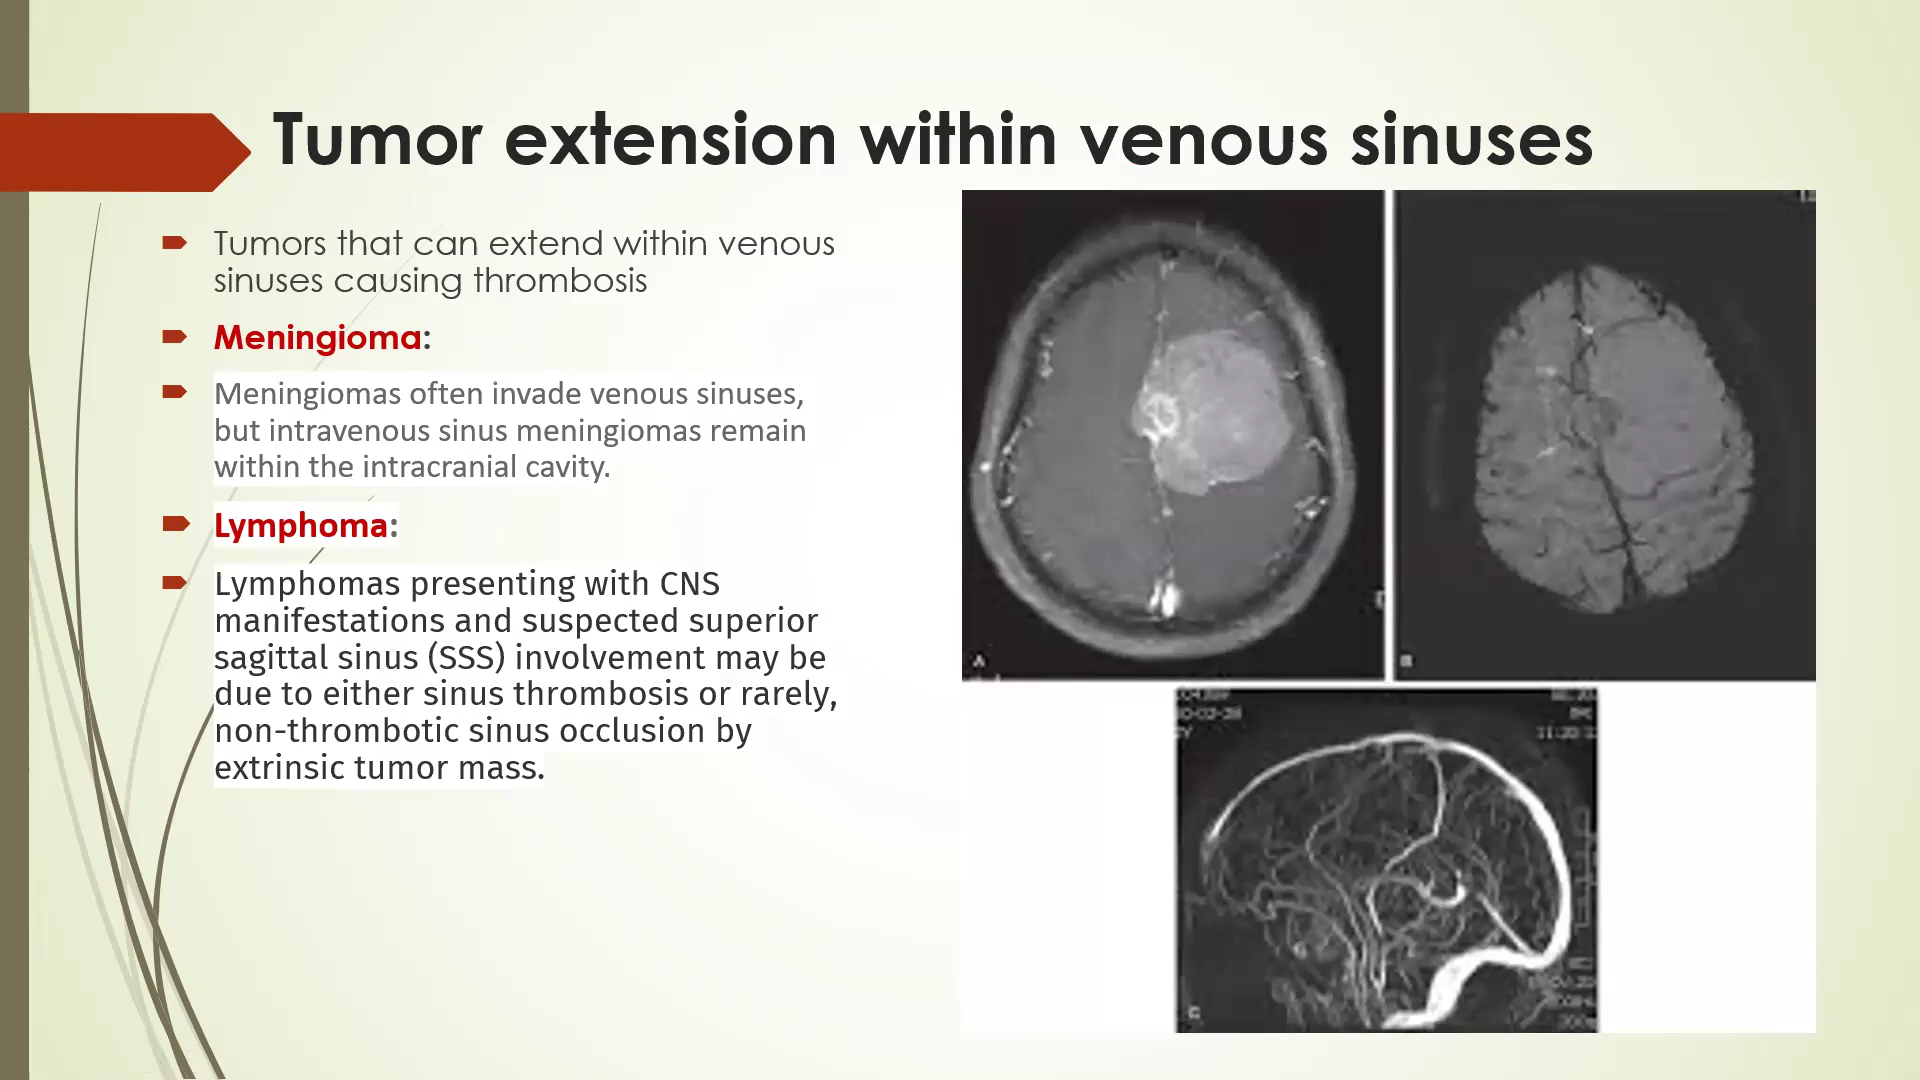 Tumor extension within venous sinuses
Tumors that can extend within venous
sinuses causing thrombosis
Meningioma:
Meningiomas often invade venous sinuses,
but intravenous sinus meningiomas remain
within the intracranial cavity.
Lymphoma:
Lymphomas presenting with CNS
manifestations and suspected superior
sagittal sinus (SSS) involvement may be
due to either sinus thrombosis or rarely,
non-thrombotic sinus occlusion by
extrinsic tumor mass.
A
B
C